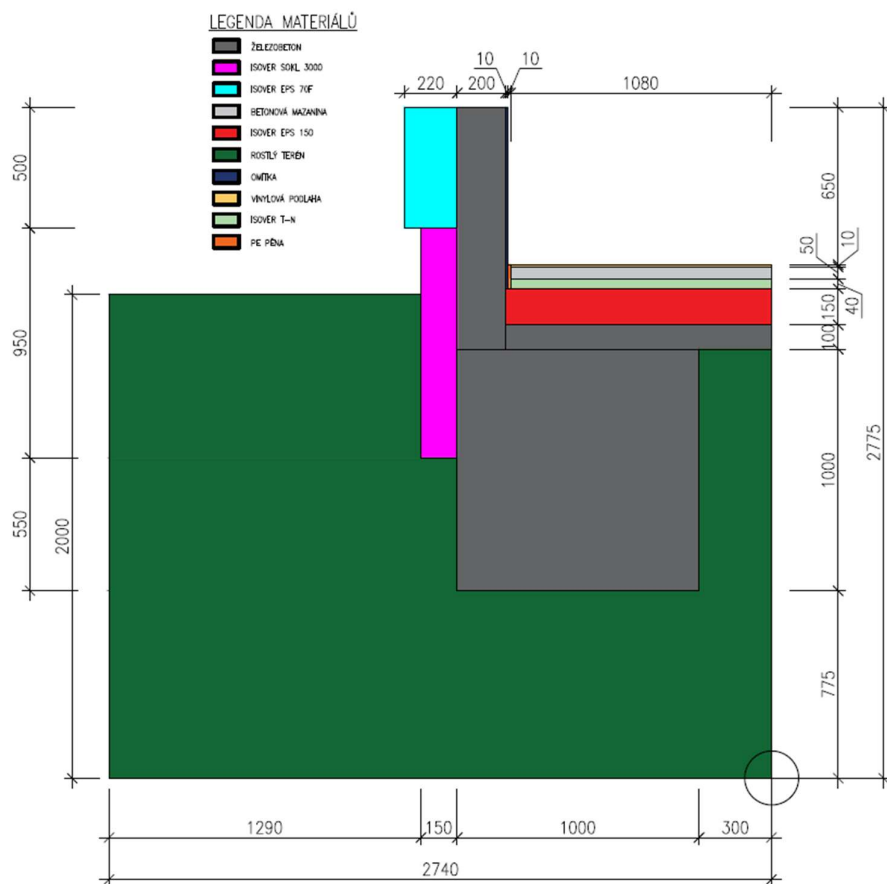 LEGENDA MATERIÁLŮ
ŽELEZOBETON
ISOVER SOKL 3000
ISOVER EPS 70F
BETONOVÁ MAZANINA
ISOVER EPS 150
ROSTLÝ TERÉN
OMÍTKA
VINYLOVÁ PODLAHA
ISOVER T-N
PE PĚNA
10 10
220 200 1080
500
650
10
50
950
150
40
100
2775
1000
550
2000
775
1290 150 1000 300
2740